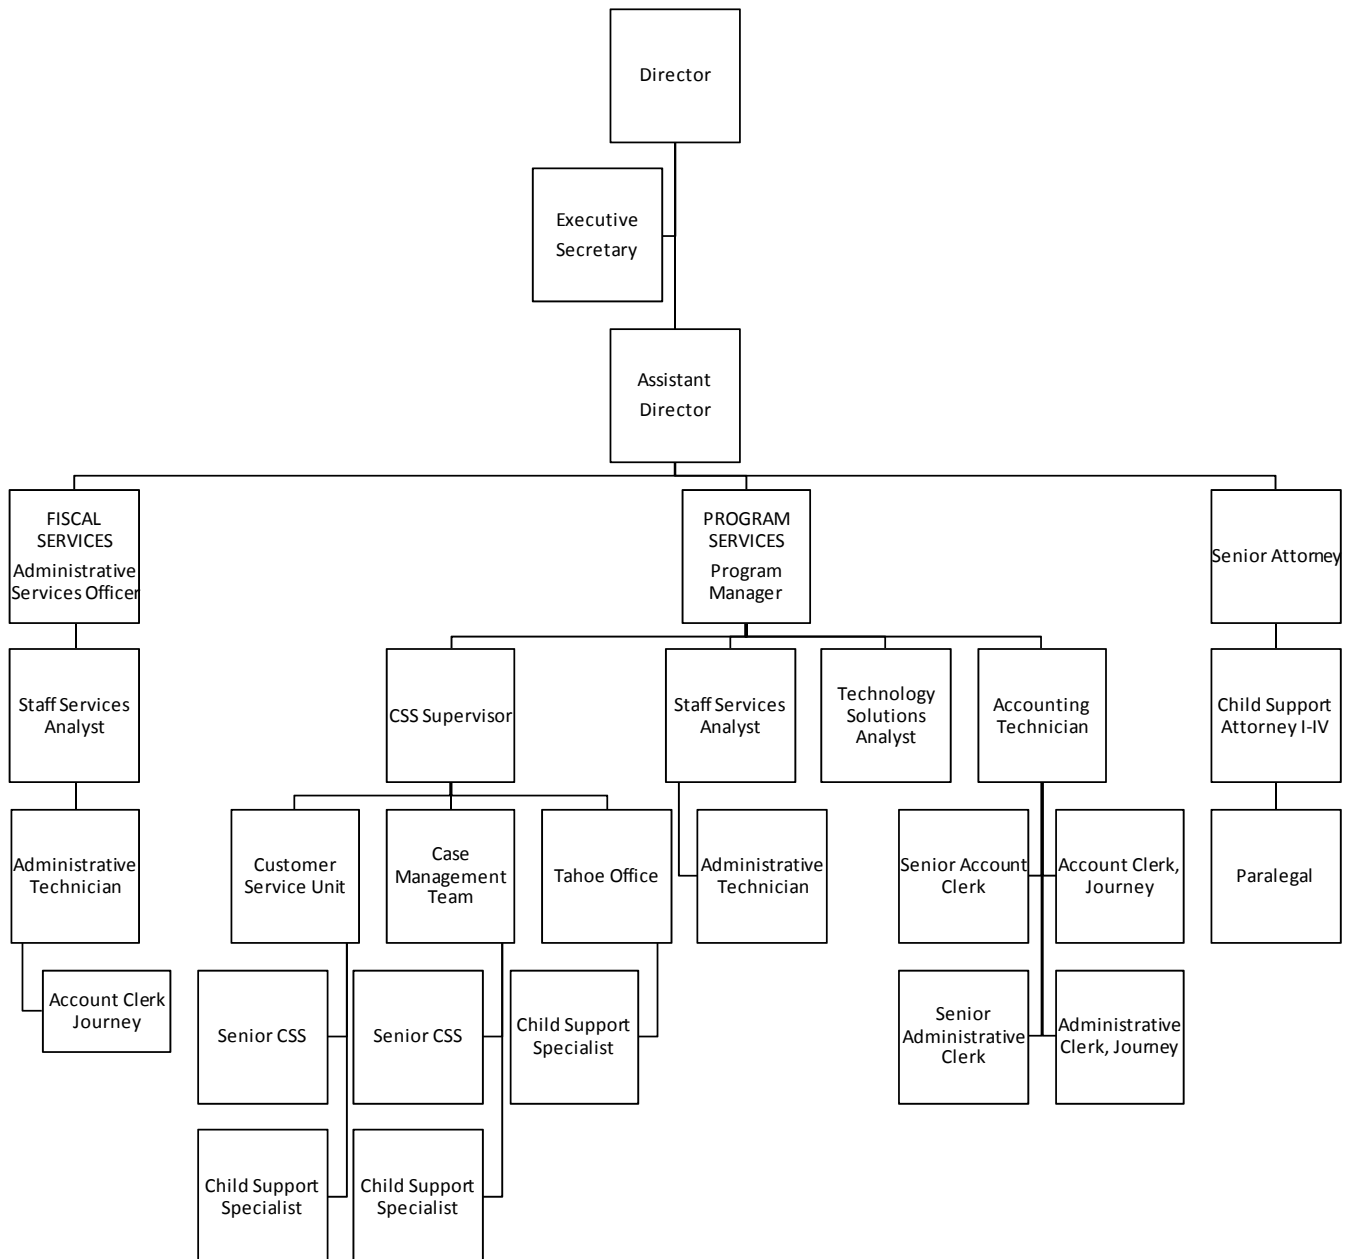 Director
Executive
Secretary
Assistant
Director
FISCAL
SERVICES
Administrative
Services Officer
PROGRAM
SERVICES
Program
Manager
Senior Attorney
Staff Services
Analyst
CSS Supervisor
Staff Services
Analyst
Technology
Solutions
Analyst
Accounting
Technician
Child Support
Attorney I-IV
Administrative
Technician
Customer
Service Unit
Case
Management
Team
Tahoe Office
Administrative
Technician
Senior Account
Clerk
Account Clerk,
Journey
Paralegal
Account Clerk
Journey
Senior CSS
Senior CSS
Child Support
Specialist
Senior
Administrative
Clerk
Administrative
Clerk, Journey
Child Support
Specialist
Child Support
Specialist